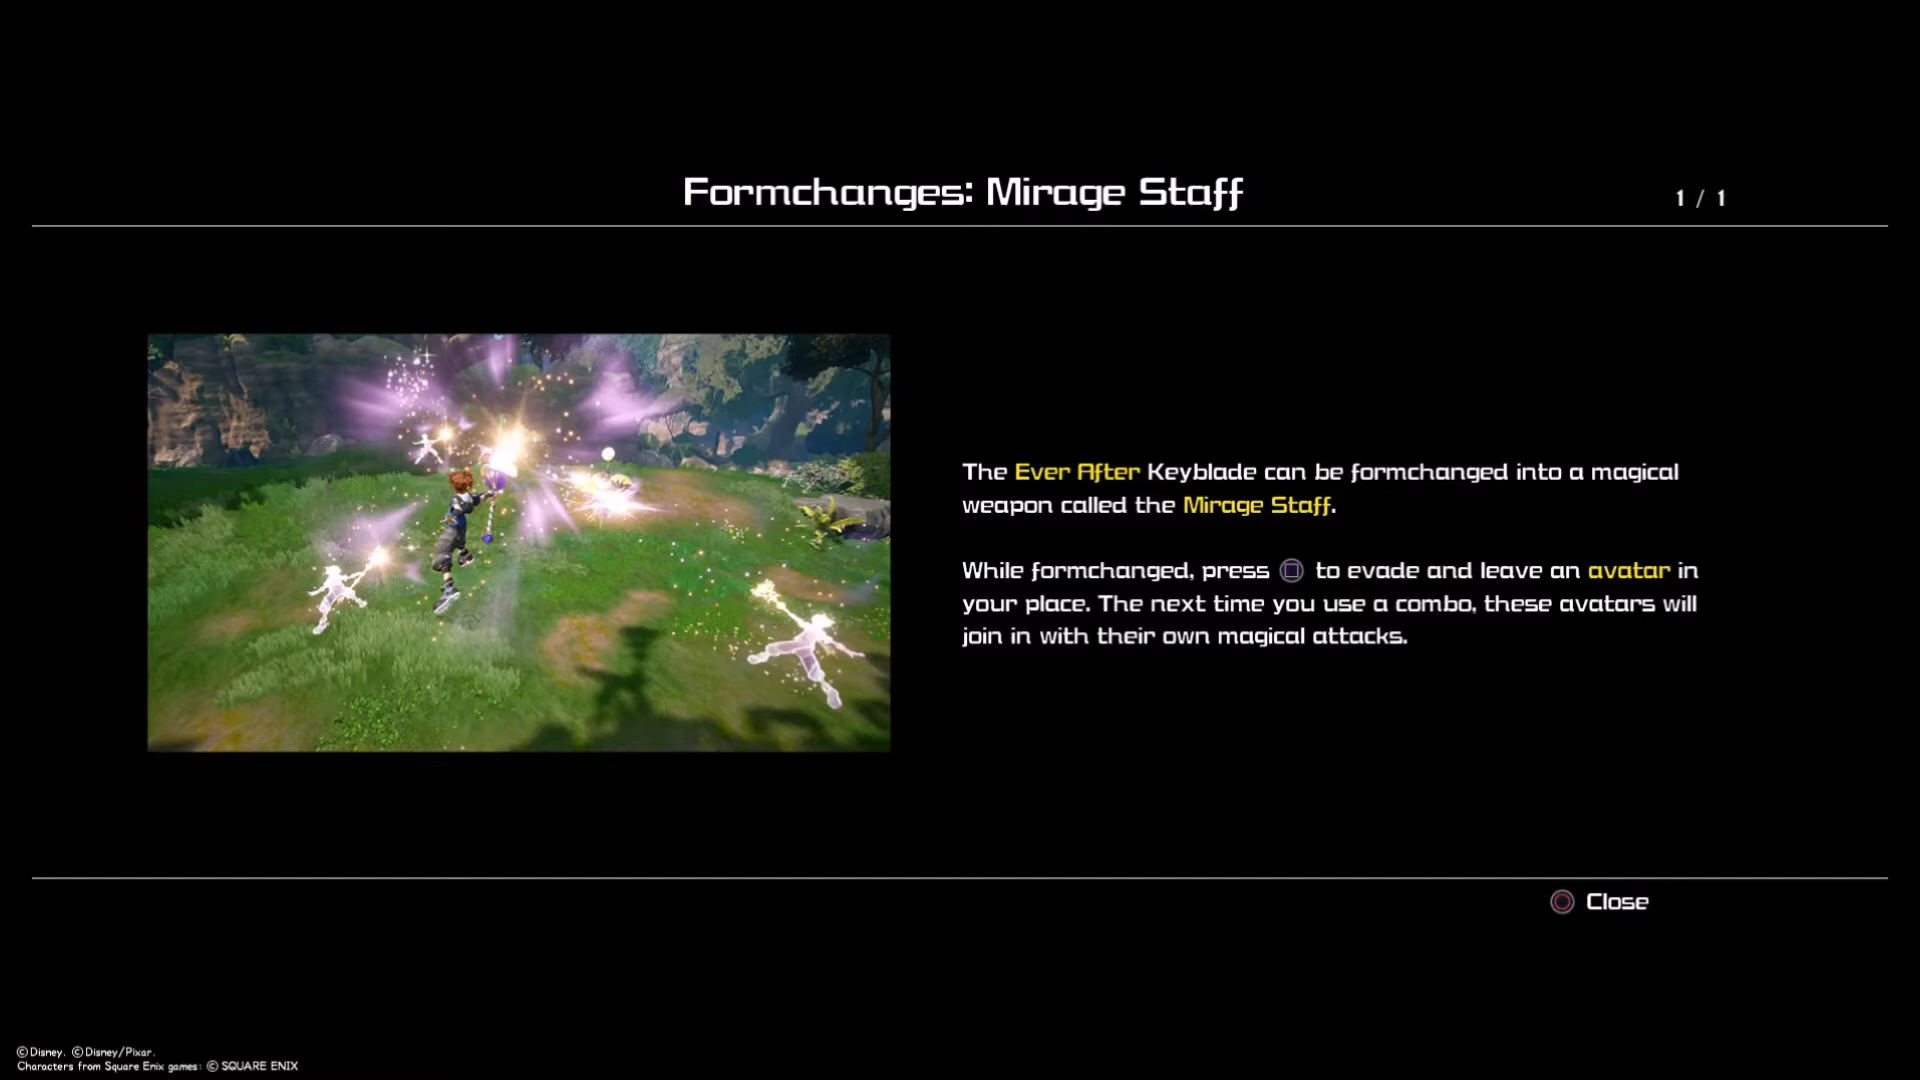 Formchanges: Mirage Staff
1 / 1
The Ever After Keyblade can be formchanged into a magical
weapon called the Mirage Staff.
While formchanged, press to evade and leave an avatar in
your place. The next time you use a combo, these avatars will
join in with their own magical attacks.
Close
©Disney. ©Disney/Pixar.
Characters from Square Enix games: © SQUARE ENIX